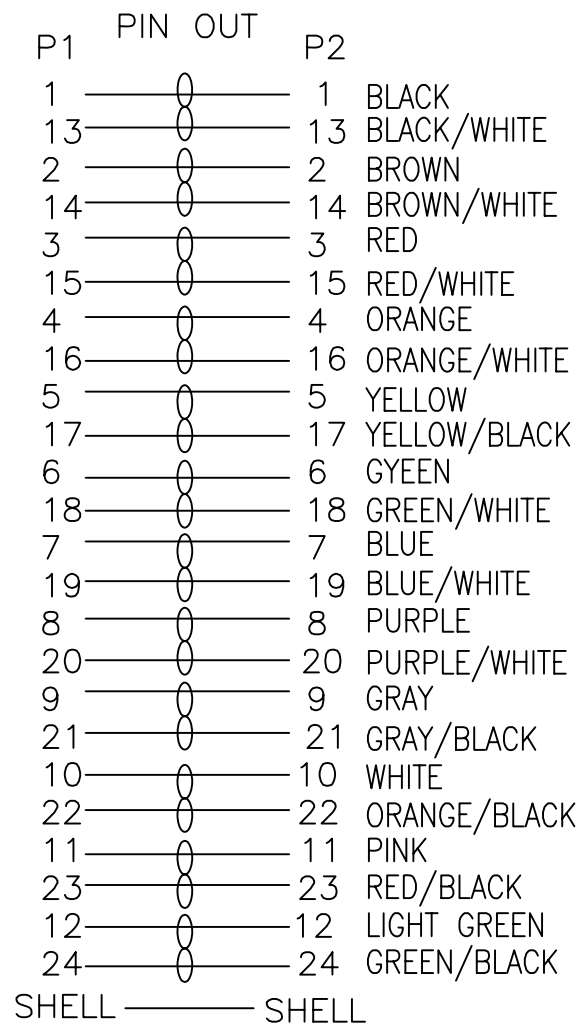 PIN OUT
P1 P2
1 1 BLACK
13 13 BLACK/WHITE
2 2 BROWN
14 14 BROWN/WHITE
3 3 RED
15 15 RED/WHITE
4 4 ORANGE
16 16 ORANGE/WHITE
5 5 YELLOW
17 17 YELLOW/BLACK
6 6 GYEEN
18 18 GREEN/WHITE
7 7 BLUE
19 19 BLUE/WHITE
8 8 PURPLE
20 20 PURPLE/WHITE
9 9 GRAY
21 21 GRAY/BLACK
10 10 WHITE
22 22 ORANGE/BLACK
11 11 PINK
23 23 RED/BLACK
12 12 LIGHT GREEN
24 24 GREEN/BLACK
SHELL SHELL